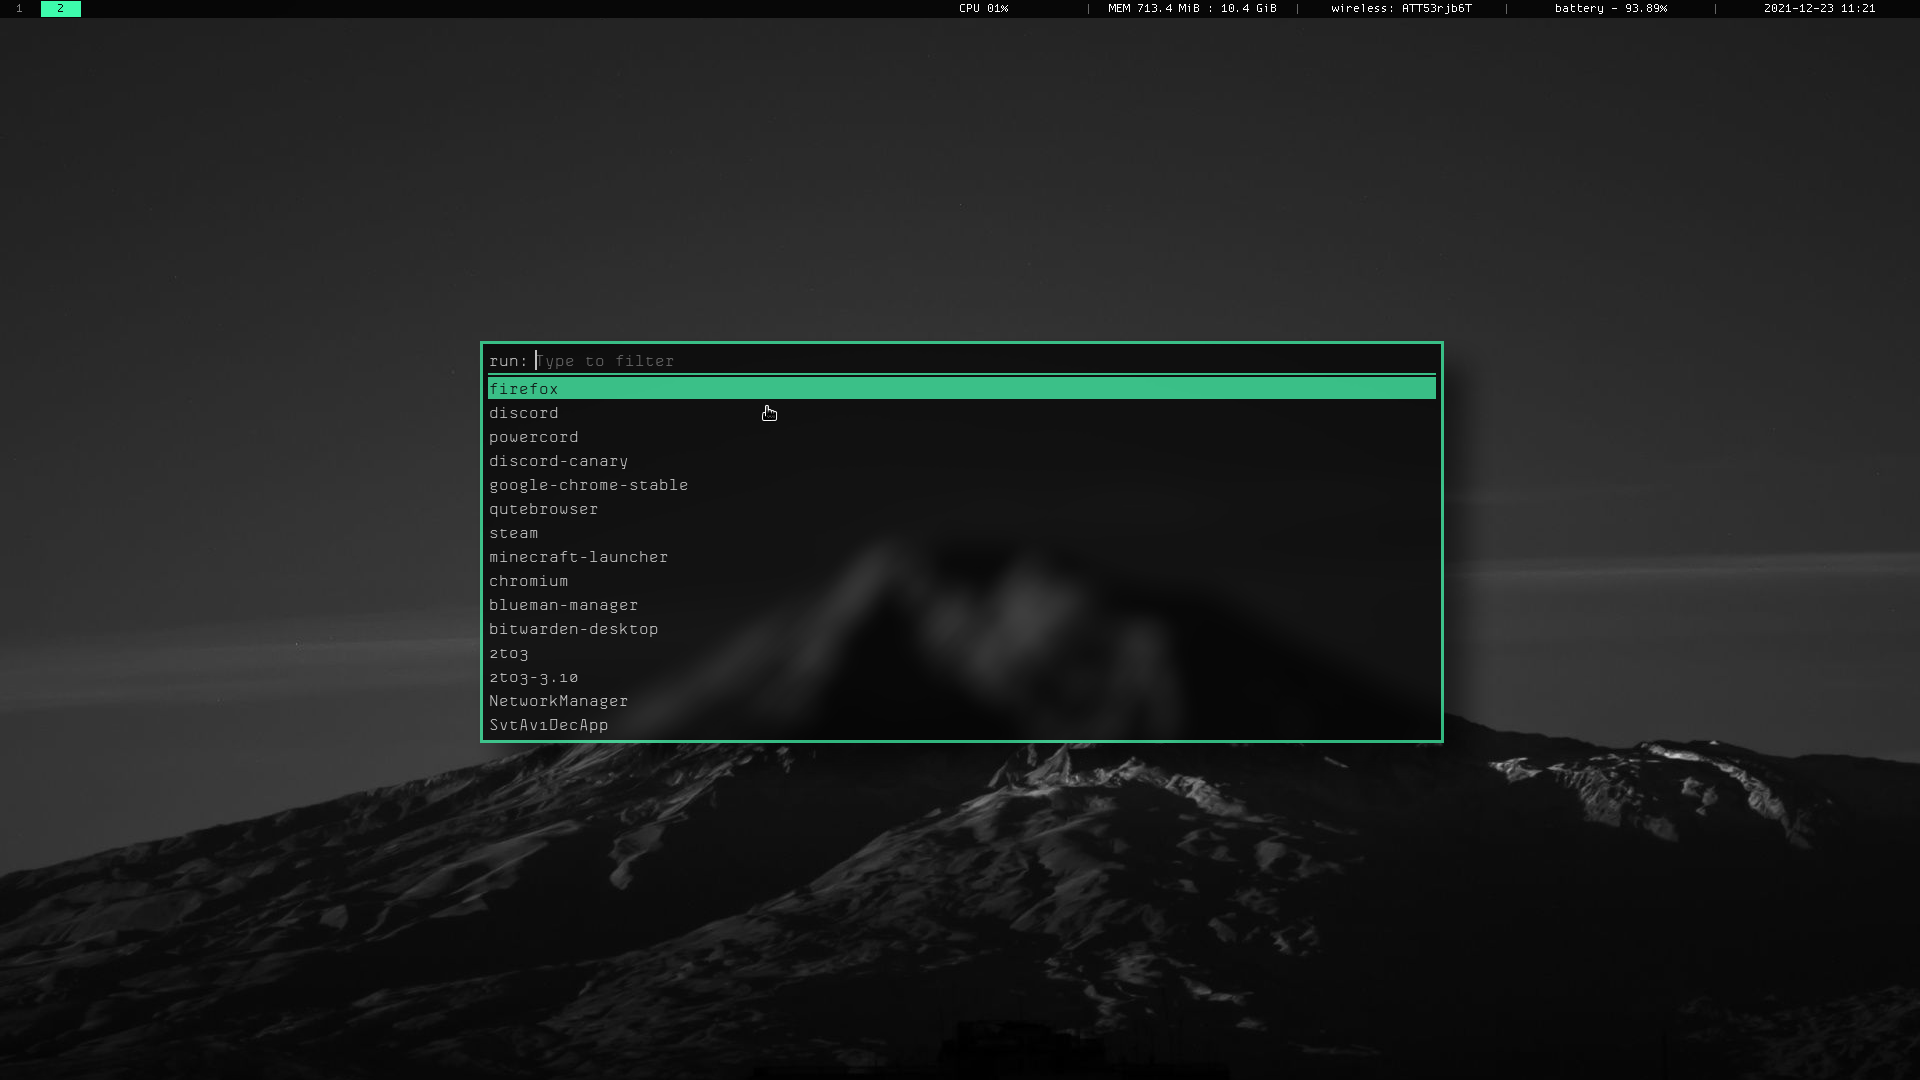 1 2 CPU 01% | MEM 713.4 MiB : 10.4 GiB | wireless: ATT53rjb6T | battery - 93.89% | 2021-12-23 11:21
run: Type to filter
firefox
discord
powercord
discord-canary
google-chrome-stable
qutebrowser
steam
minecraft-launcher
chromium
blueman-manager
bitwarden-desktop
2to3
2to3-3.10
NetworkManager
SvtAv1DecApp